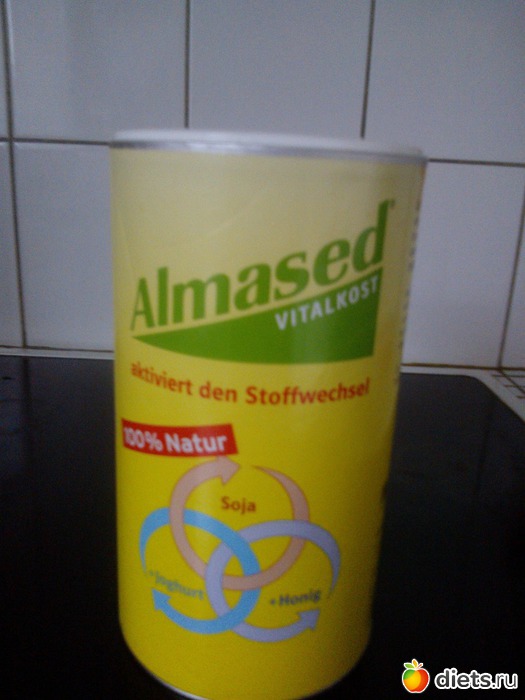 Almased®
VITALKOST
aktiviert den Stoffwechsel
100% Natur
Soja
+Joghurt
+Honig
diets.ru